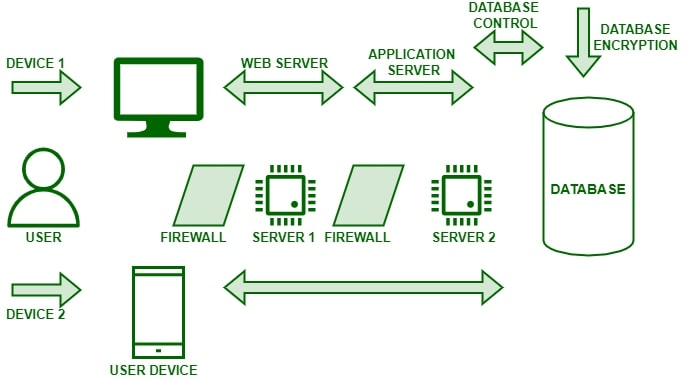 DATABASE
CONTROL
DATABASE
ENCRYPTION
DEVICE 1
WEB SERVER
APPLICATION
SERVER
DATABASE
USER
FIREWALL
SERVER 1
FIREWALL
SERVER 2
DEVICE 2
USER DEVICE